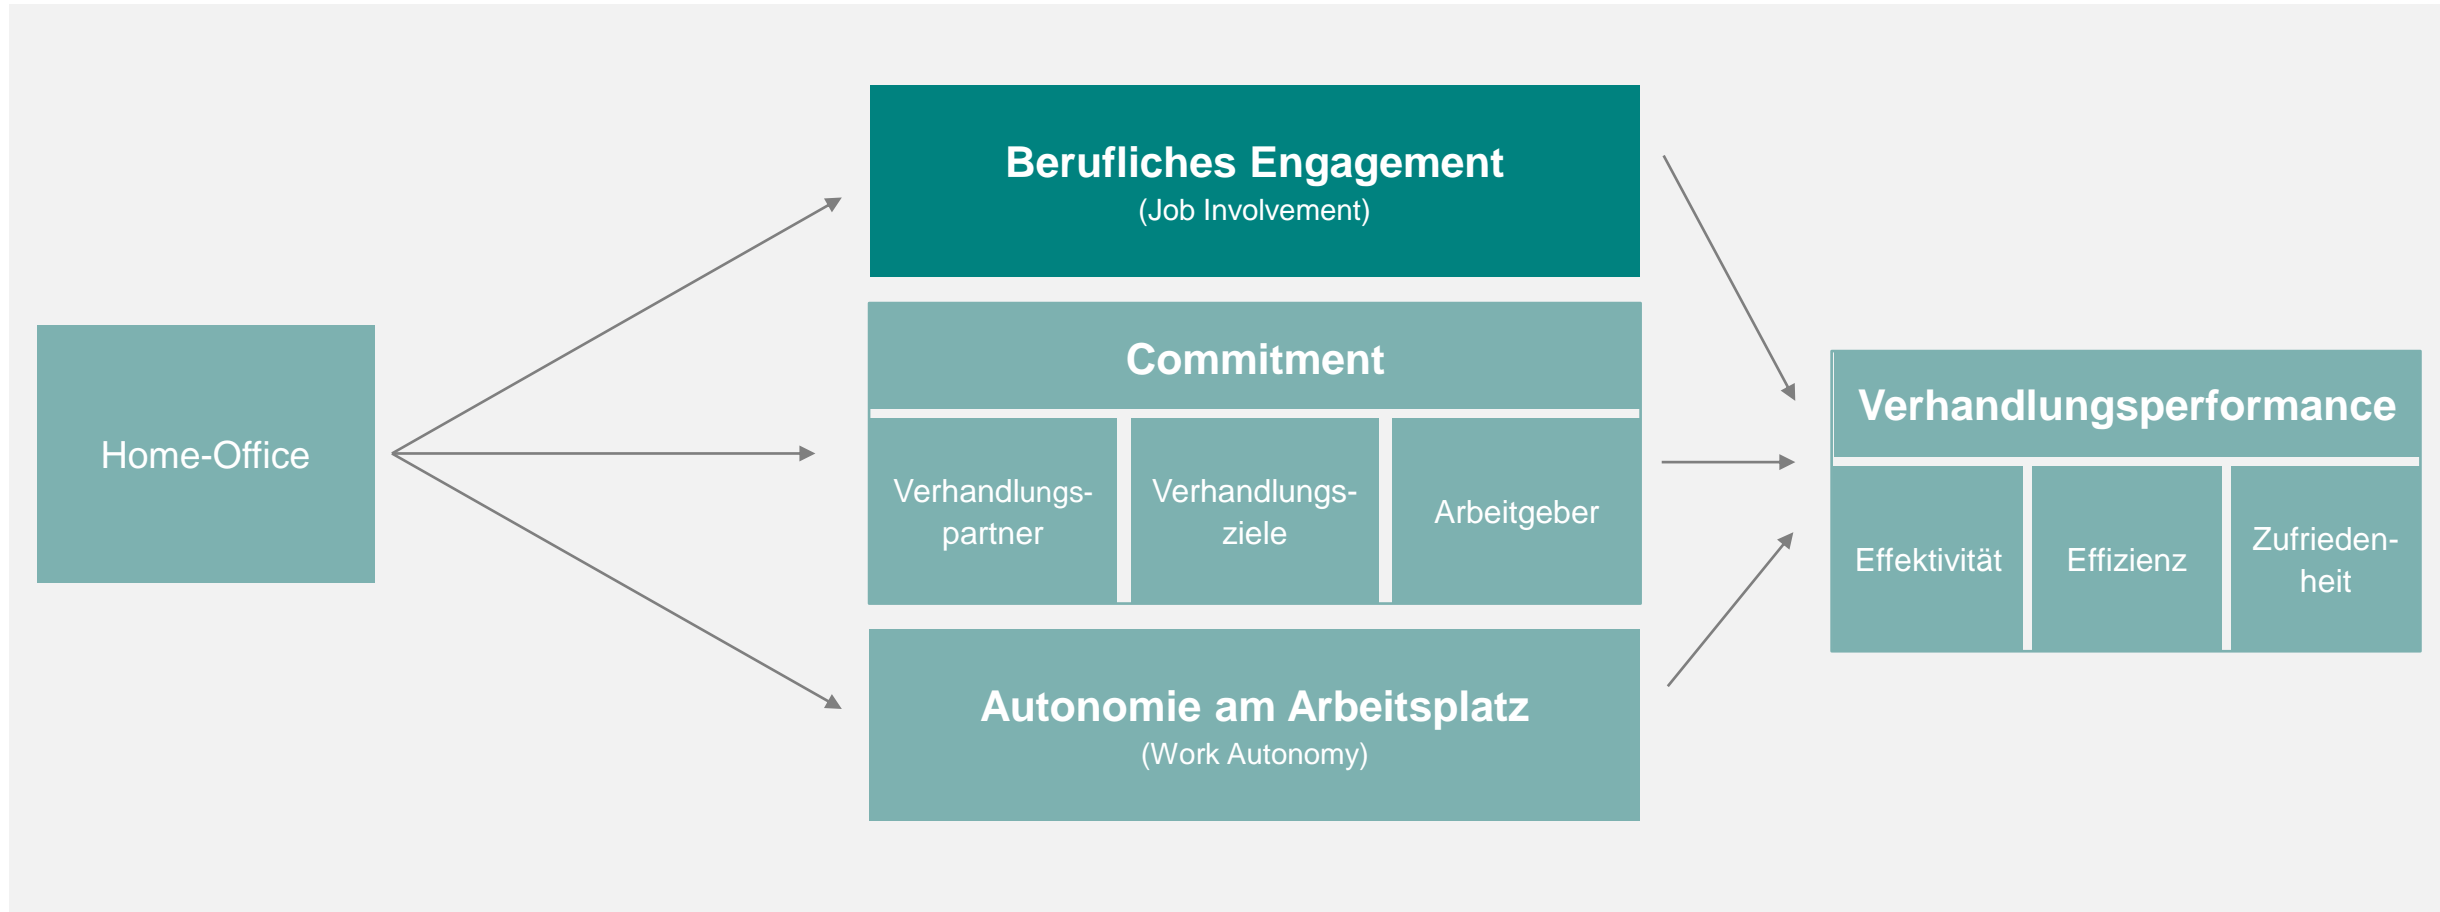 Home-Office
Berufliches Engagement
(Job Involvement)
Commitment
Verhandlungs-
partner
Verhandlungs-
ziele
Arbeitgeber
Autonomie am Arbeitsplatz
(Work Autonomy)
Verhandlungsperformance
Effektivität
Effizienz
Zufrieden-
heit